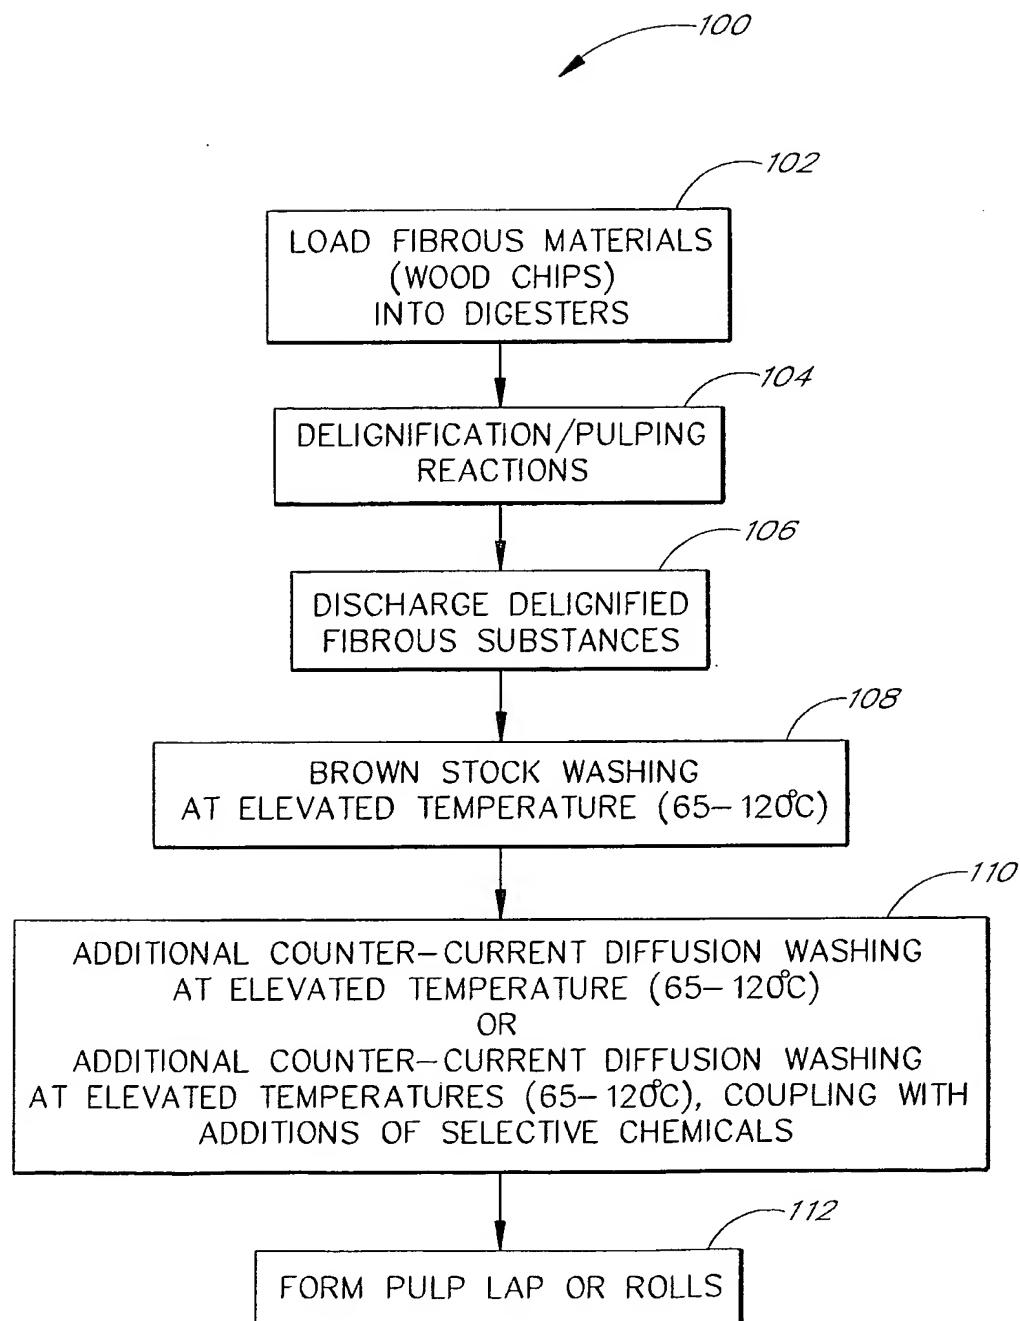 100
102
LOAD FIBROUS MATERIALS
(WOOD CHIPS)
INTO DIGESTERS
104
DELIGNIFICATION/PULPING
REACTIONS
106
DISCHARGE DELIGNIFIED
FIBROUS SUBSTANCES
108
BROWN STOCK WASHING
AT ELEVATED TEMPERATURE (65–120°C)
110
ADDITIONAL COUNTER–CURRENT DIFFUSION WASHING
AT ELEVATED TEMPERATURE (65–120°C)
OR
ADDITIONAL COUNTER–CURRENT DIFFUSION WASHING
AT ELEVATED TEMPERATURES (65–120°C), COUPLING WITH
ADDITIONS OF SELECTIVE CHEMICALS
112
FORM PULP LAP OR ROLLS